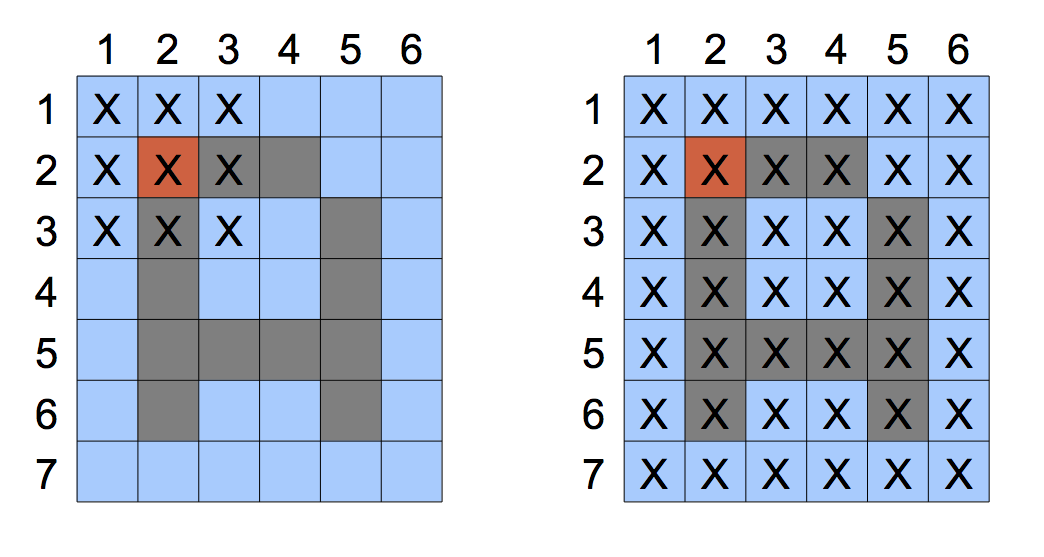 1 2 3 4 5 6 1 2 3 4 5 6
1 X X X 1 X X X X X X
2 X X X 2 X X X X X X
3 X X X 3 X X X X X X
4 4 X X X X X X
5 5 X X X X X X
6 6 X X X X X X
7 7 X X X X X X